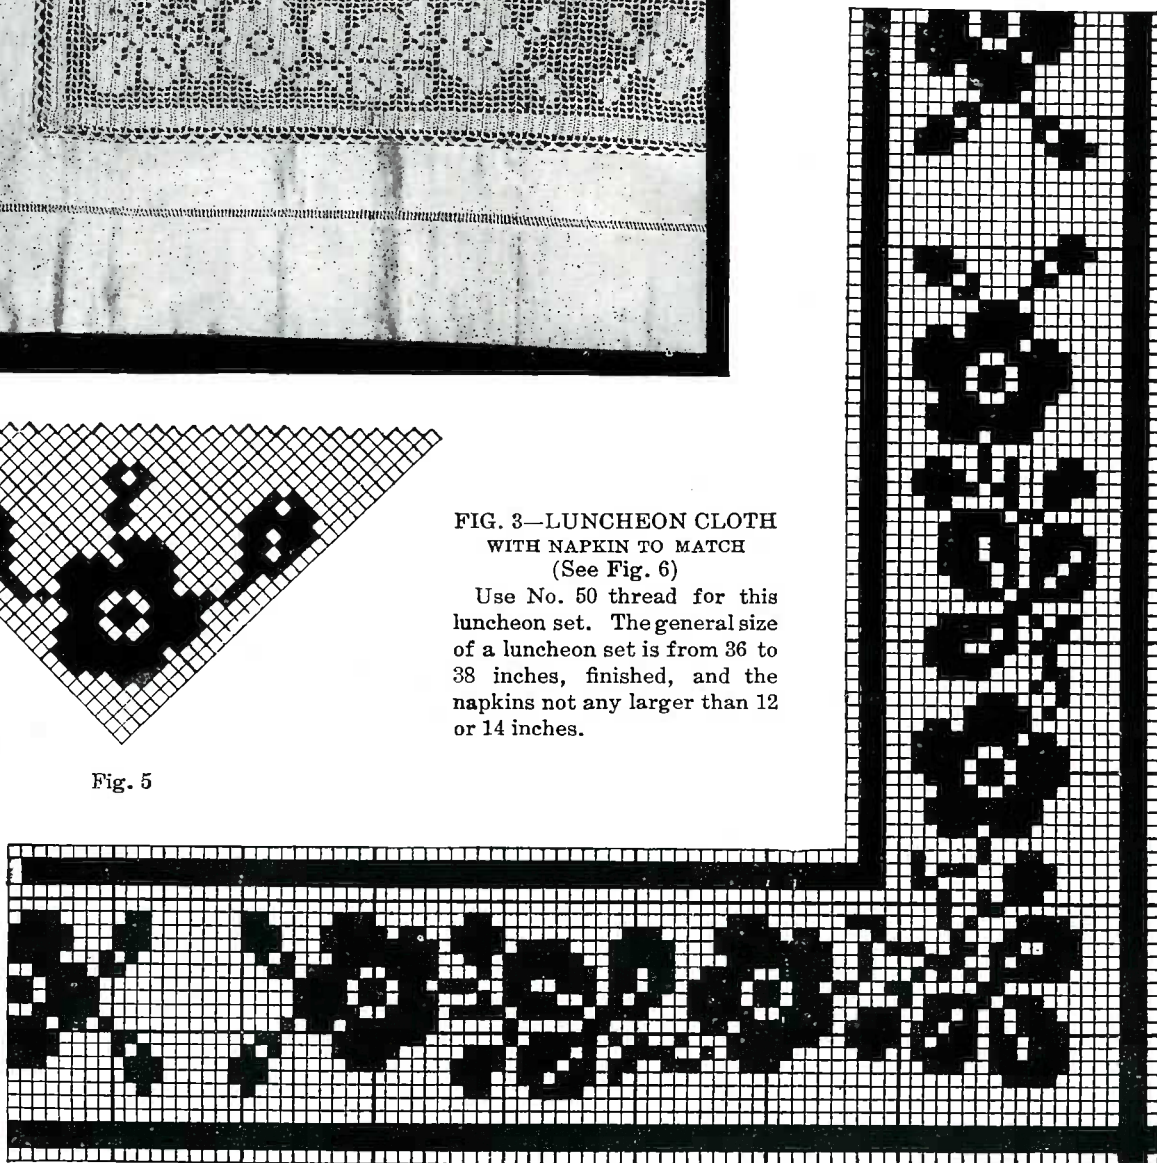 FIG. 3—LUNCHEON CLOTH
WITH NAPKIN TO MATCH
(See Fig. 6)
Use No. 50 thread for this
luncheon set. The general size
of a luncheon set is from 36 to
38 inches, finished, and the
napkins not any larger than 12
or 14 inches.
Fig. 5